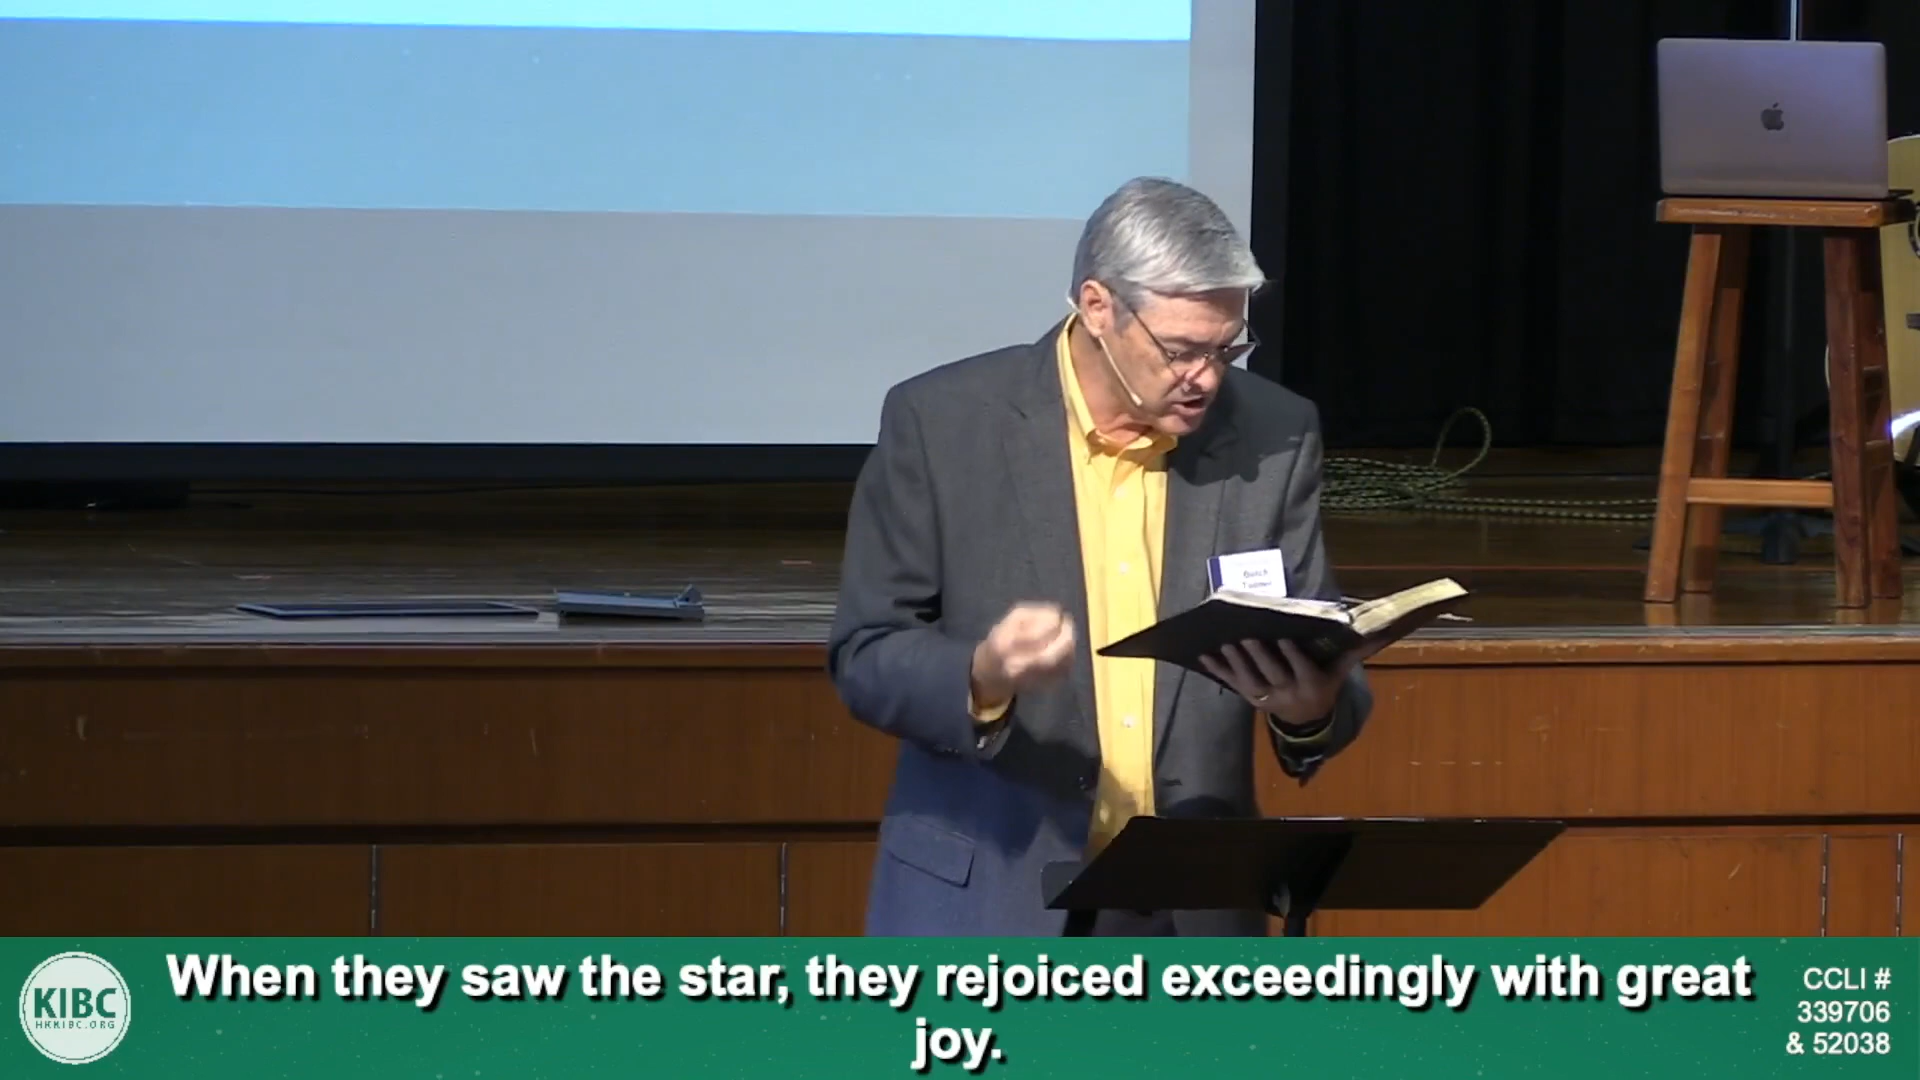 When they saw the star, they rejoiced exceedingly with great
joy.
KIBC
HKKIBC.ORG
CCLI #
339706
& 52038